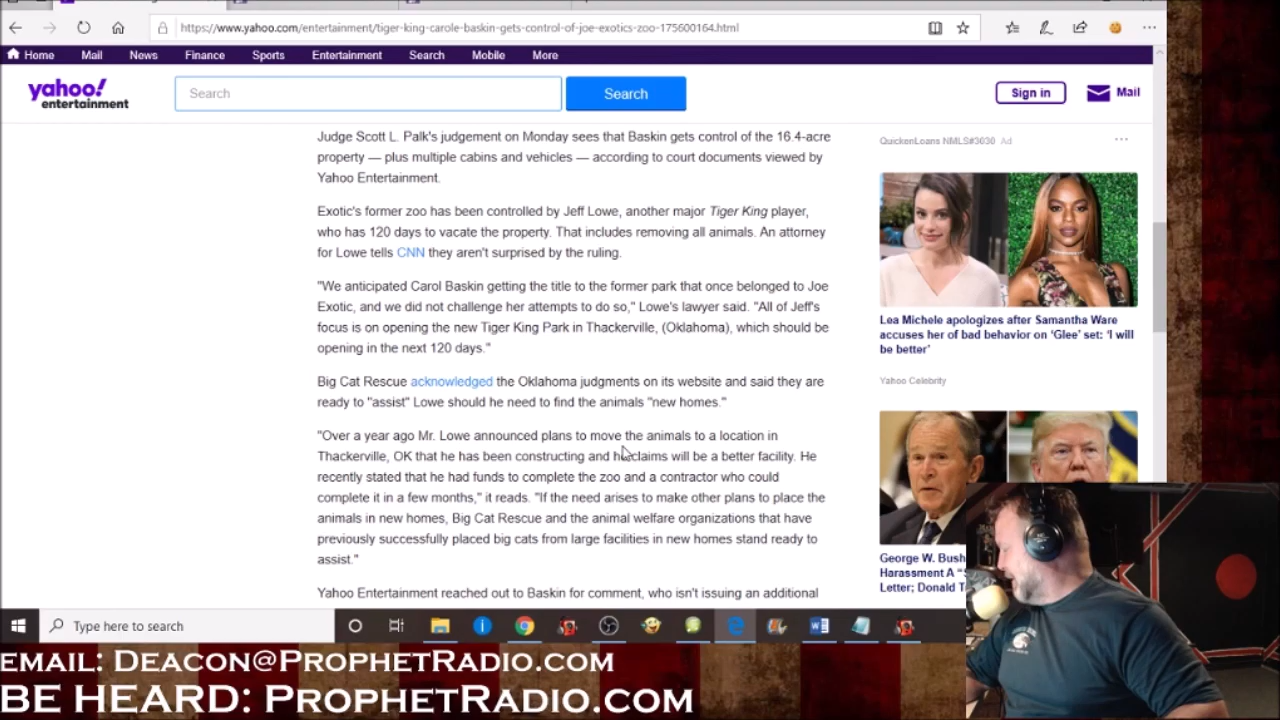 https://www.yahoo.com/entertainment/tiger-king-carole-baskin-gets-control-of-joe-exotics-zoo-175600164.html
Home Mail News Finance Sports Entertainment Search Mobile More
yahoo!
entertainment
Search
Search
Sign in
Mail
Judge Scott L. Palk's judgement on Monday sees that Baskin gets control of the 16.4-acre
property — plus multiple cabins and vehicles — according to court documents viewed by
Yahoo Entertainment.
Exotic's former zoo has been controlled by Jeff Lowe, another major Tiger King player,
who has 120 days to vacate the property. That includes removing all animals. An attorney
for Lowe tells CNN they aren't surprised by the ruling.
"We anticipated Carol Baskin getting the title to the former park that once belonged to Joe
Exotic, and we did not challenge her attempts to do so," Lowe's lawyer said. "All of Jeff's
focus is on opening the new Tiger King Park in Thackerville, (Oklahoma), which should be
opening in the next 120 days."
Big Cat Rescue acknowledged the Oklahoma judgments on its website and said they are
ready to "assist" Lowe should he need to find the animals "new homes."
"Over a year ago Mr. Lowe announced plans to move the animals to a location in
Thackerville, OK that he has been constructing and he claims will be a better facility. He
recently stated that he had funds to complete the zoo and a contractor who could
complete it in a few months," it reads. "If the need arises to make other plans to place the
animals in new homes, Big Cat Rescue and the animal welfare organizations that have
previously successfully placed big cats from large facilities in new homes stand ready to
assist."
Yahoo Entertainment reached out to Baskin for comment, who isn't issuing an additional
QuickenLoans NMLS#3030 Ad
Lea Michele apologizes after Samantha Ware
accuses her of bad behavior on 'Glee' set: 'I will
be better'
Yahoo Celebrity
George W. Bush
Harassment A
Letter; Donald
Type here to search
EMAIL: DEACON@PROPHETRADIO.COM
BE HEARD: PROPHETRADIO.COM